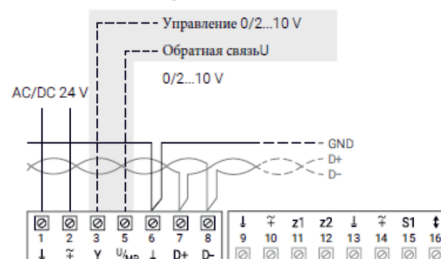 Управление 0/2...10 V
Обратная связьU
0/2...10 V
AC/DC 24 V
GND
D+
D-
1 2 3 5 6 7 8
Y U/MP D+ D-
9 10 11 12 13 14 15 16
z1 z2 S1